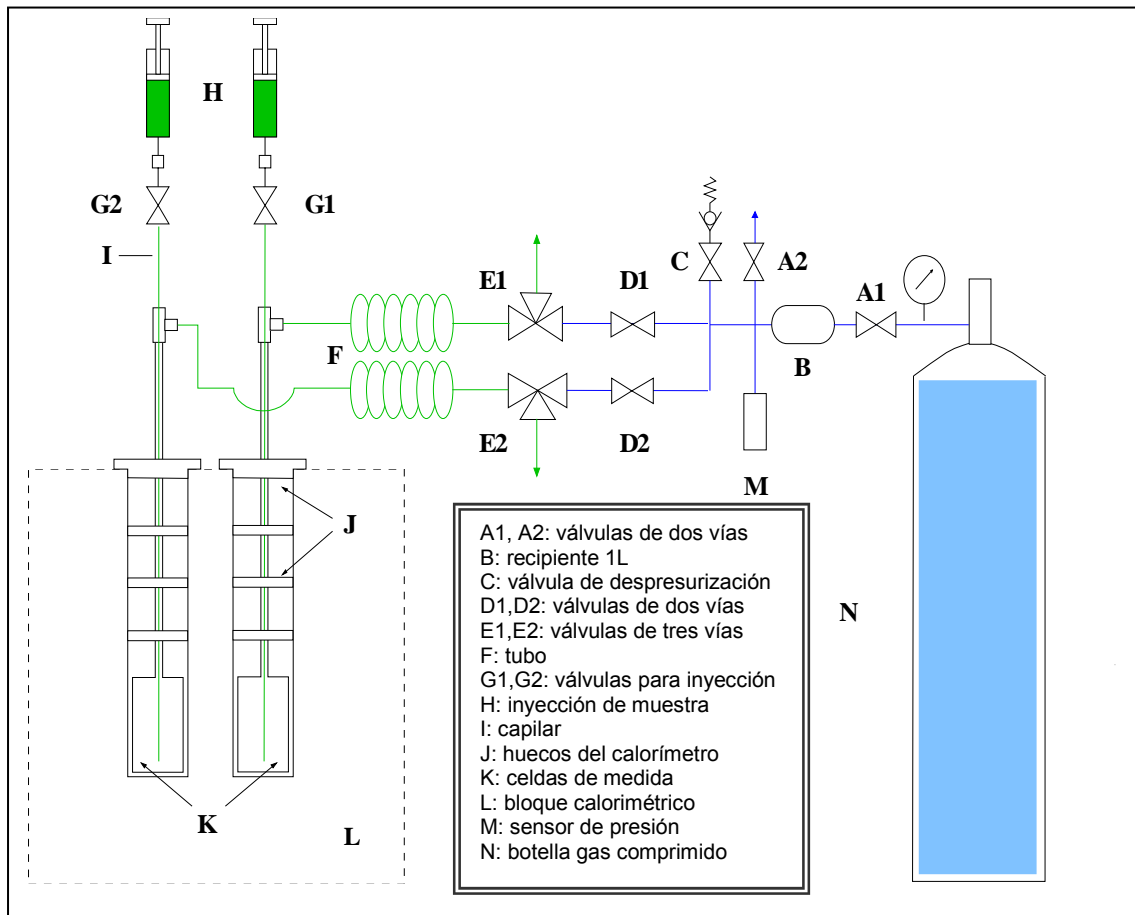 H
G2
G1
I
E1
D1
C
A2
A1
F
B
E2
D2
M
J
N
K
L
A1, A2: válvulas de dos vías
B: recipiente 1L
C: válvula de despresurización
D1,D2: válvulas de dos vías
E1,E2: válvulas de tres vías
F: tubo
G1,G2: válvulas para inyección
H: inyección de muestra
I: capilar
J: huecos del calorímetro
K: celdas de medida
L: bloque calorimétrico
M: sensor de presión
N: botella gas comprimido